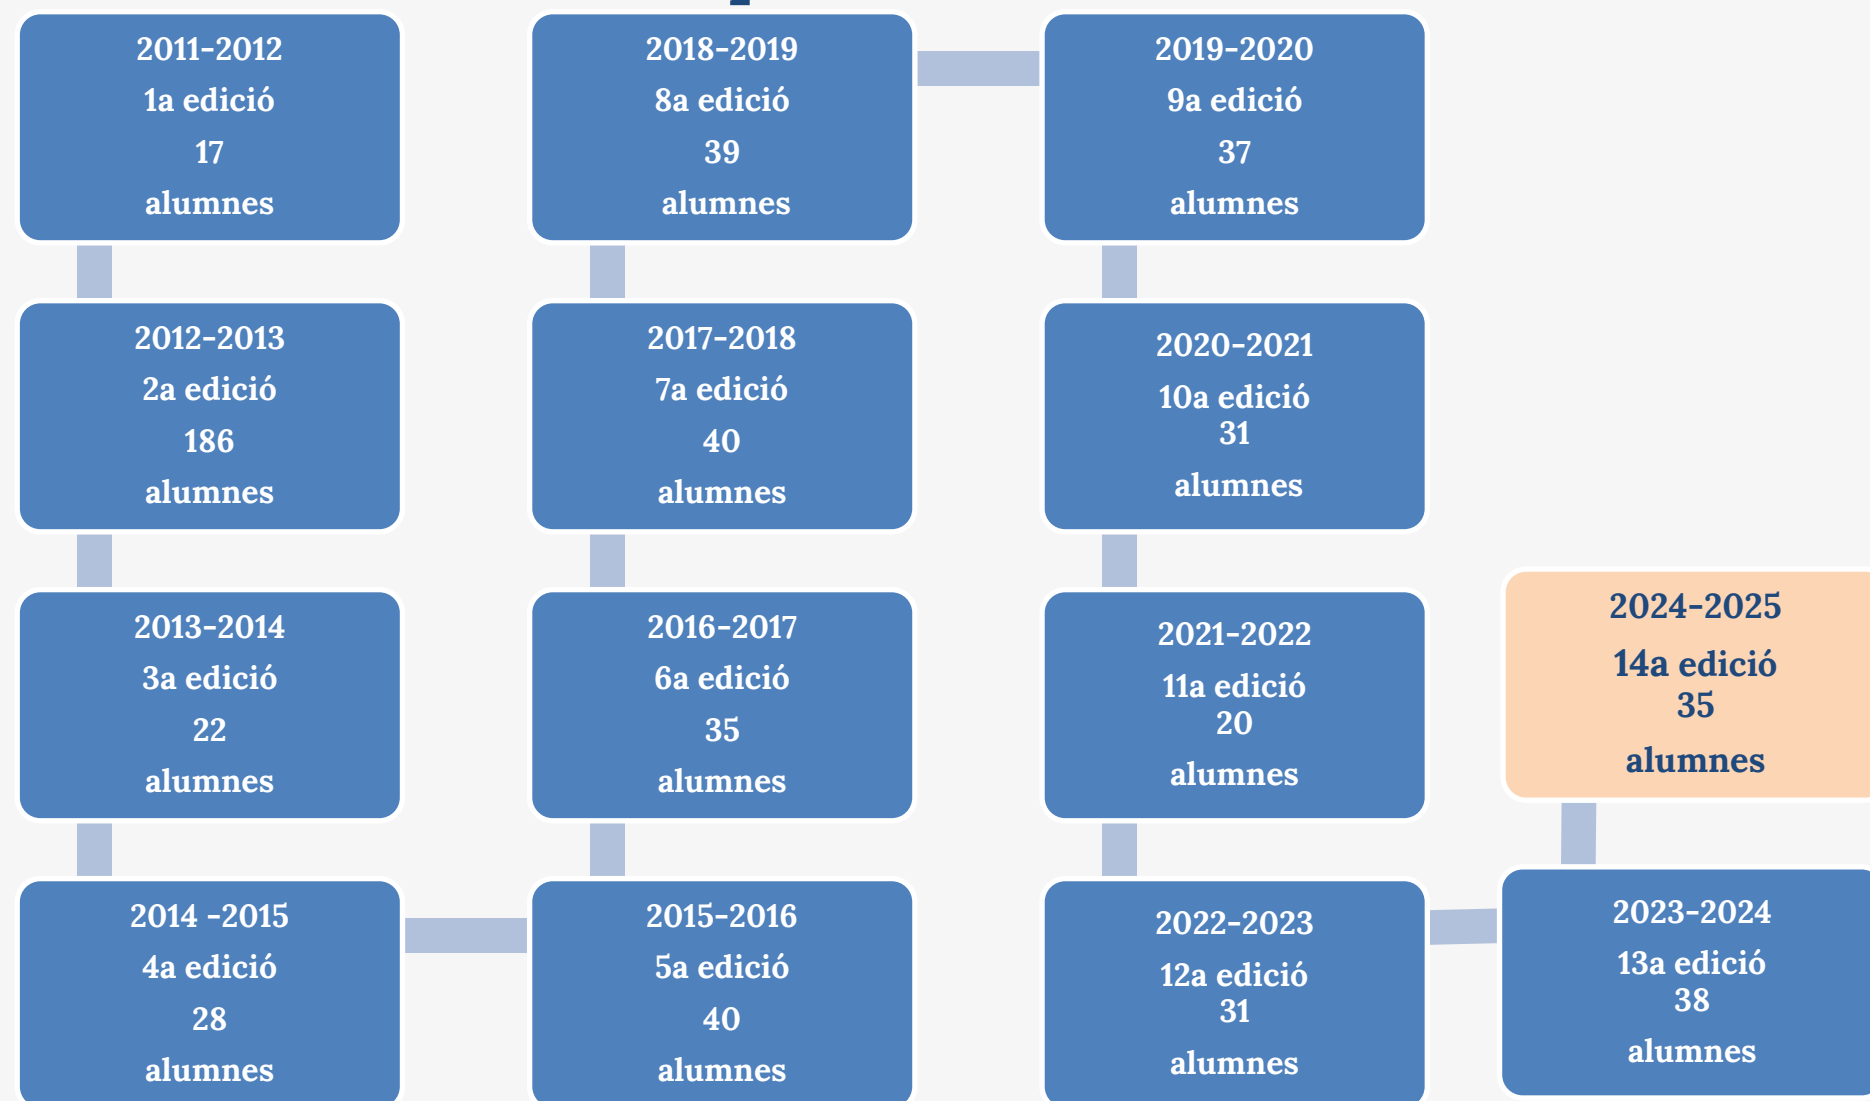 2011-2012
1a edició
17
alumnes
2012-2013
2a edició
186
alumnes
2013-2014
3a edició
22
alumnes
2014 -2015
4a edició
28
alumnes
2015-2016
5a edició
40
alumnes
2016-2017
6a edició
35
alumnes
2017-2018
7a edició
40
alumnes
2018-2019
8a edició
39
alumnes
2019-2020
9a edició
37
alumnes
2020-2021
10a edició
31
alumnes
2021-2022
11a edició
20
alumnes
2022-2023
12a edició
31
alumnes
2023-2024
13a edició
38
alumnes
2024-2025
14a edició
35
alumnes